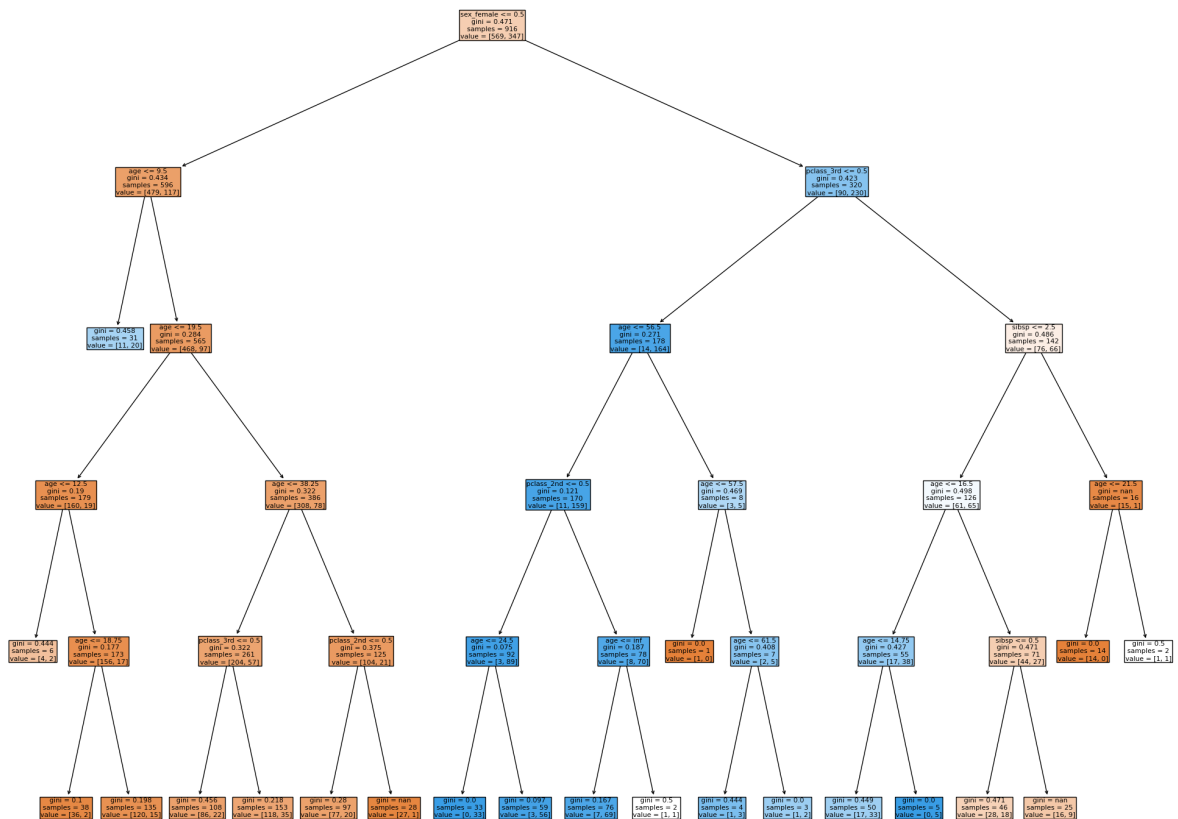 sex_female <= 0.5
gini = 0.471
samples = 916
value = [569, 347]
age <= 9.5
gini = 0.434
samples = 596
value = [479, 117]
pclass_3rd <= 0.5
gini = 0.423
samples = 320
value = [90, 230]
gini = 0.458
samples = 31
value = [11, 20]
age <= 19.5
gini = 0.284
samples = 565
value = [468, 97]
age <= 56.5
gini = 0.271
samples = 178
value = [14, 164]
sibsp <= 2.5
gini = 0.486
samples = 142
value = [76, 66]
age <= 12.5
gini = 0.19
samples = 179
value = [160, 19]
age <= 38.25
gini = 0.322
samples = 386
value = [308, 78]
pclass_2nd <= 0.5
gini = 0.121
samples = 170
value = [11, 159]
age <= 57.5
gini = 0.469
samples = 8
value = [3, 5]
age <= 16.5
gini = 0.498
samples = 126
value = [61, 65]
age <= 21.5
gini = nan
samples = 16
value = [15, 1]
gini = 0.444
samples = 6
value = [4, 2]
age <= 18.75
gini = 0.177
samples = 173
value = [156, 17]
pclass_3rd <= 0.5
gini = 0.322
samples = 261
value = [204, 57]
pclass_2nd <= 0.5
gini = 0.375
samples = 125
value = [104, 21]
age <= 24.5
gini = 0.075
samples = 92
value = [3, 89]
age <= inf
gini = 0.187
samples = 78
value = [8, 70]
gini = 0.0
samples = 1
value = [1, 0]
age <= 61.5
gini = 0.408
samples = 7
value = [2, 5]
age <= 14.75
gini = 0.427
samples = 55
value = [17, 38]
sibsp <= 0.5
gini = 0.471
samples = 71
value = [44, 27]
gini = 0.0
samples = 14
value = [14, 0]
gini = 0.5
samples = 2
value = [1, 1]
gini = 0.1
samples = 38
value = [36, 2]
gini = 0.198
samples = 135
value = [120, 15]
gini = 0.456
samples = 108
value = [86, 22]
gini = 0.218
samples = 153
value = [118, 35]
gini = 0.28
samples = 97
value = [77, 20]
gini = nan
samples = 28
value = [27, 1]
gini = 0.0
samples = 33
value = [0, 33]
gini = 0.097
samples = 59
value = [3, 56]
gini = 0.167
samples = 76
value = [7, 69]
gini = 0.5
samples = 2
value = [1, 1]
gini = 0.444
samples = 4
value = [1, 3]
gini = 0.0
samples = 3
value = [1, 2]
gini = 0.449
samples = 50
value = [17, 33]
gini = 0.0
samples = 5
value = [0, 5]
gini = 0.471
samples = 46
value = [28, 18]
gini = nan
samples = 25
value = [16, 9]